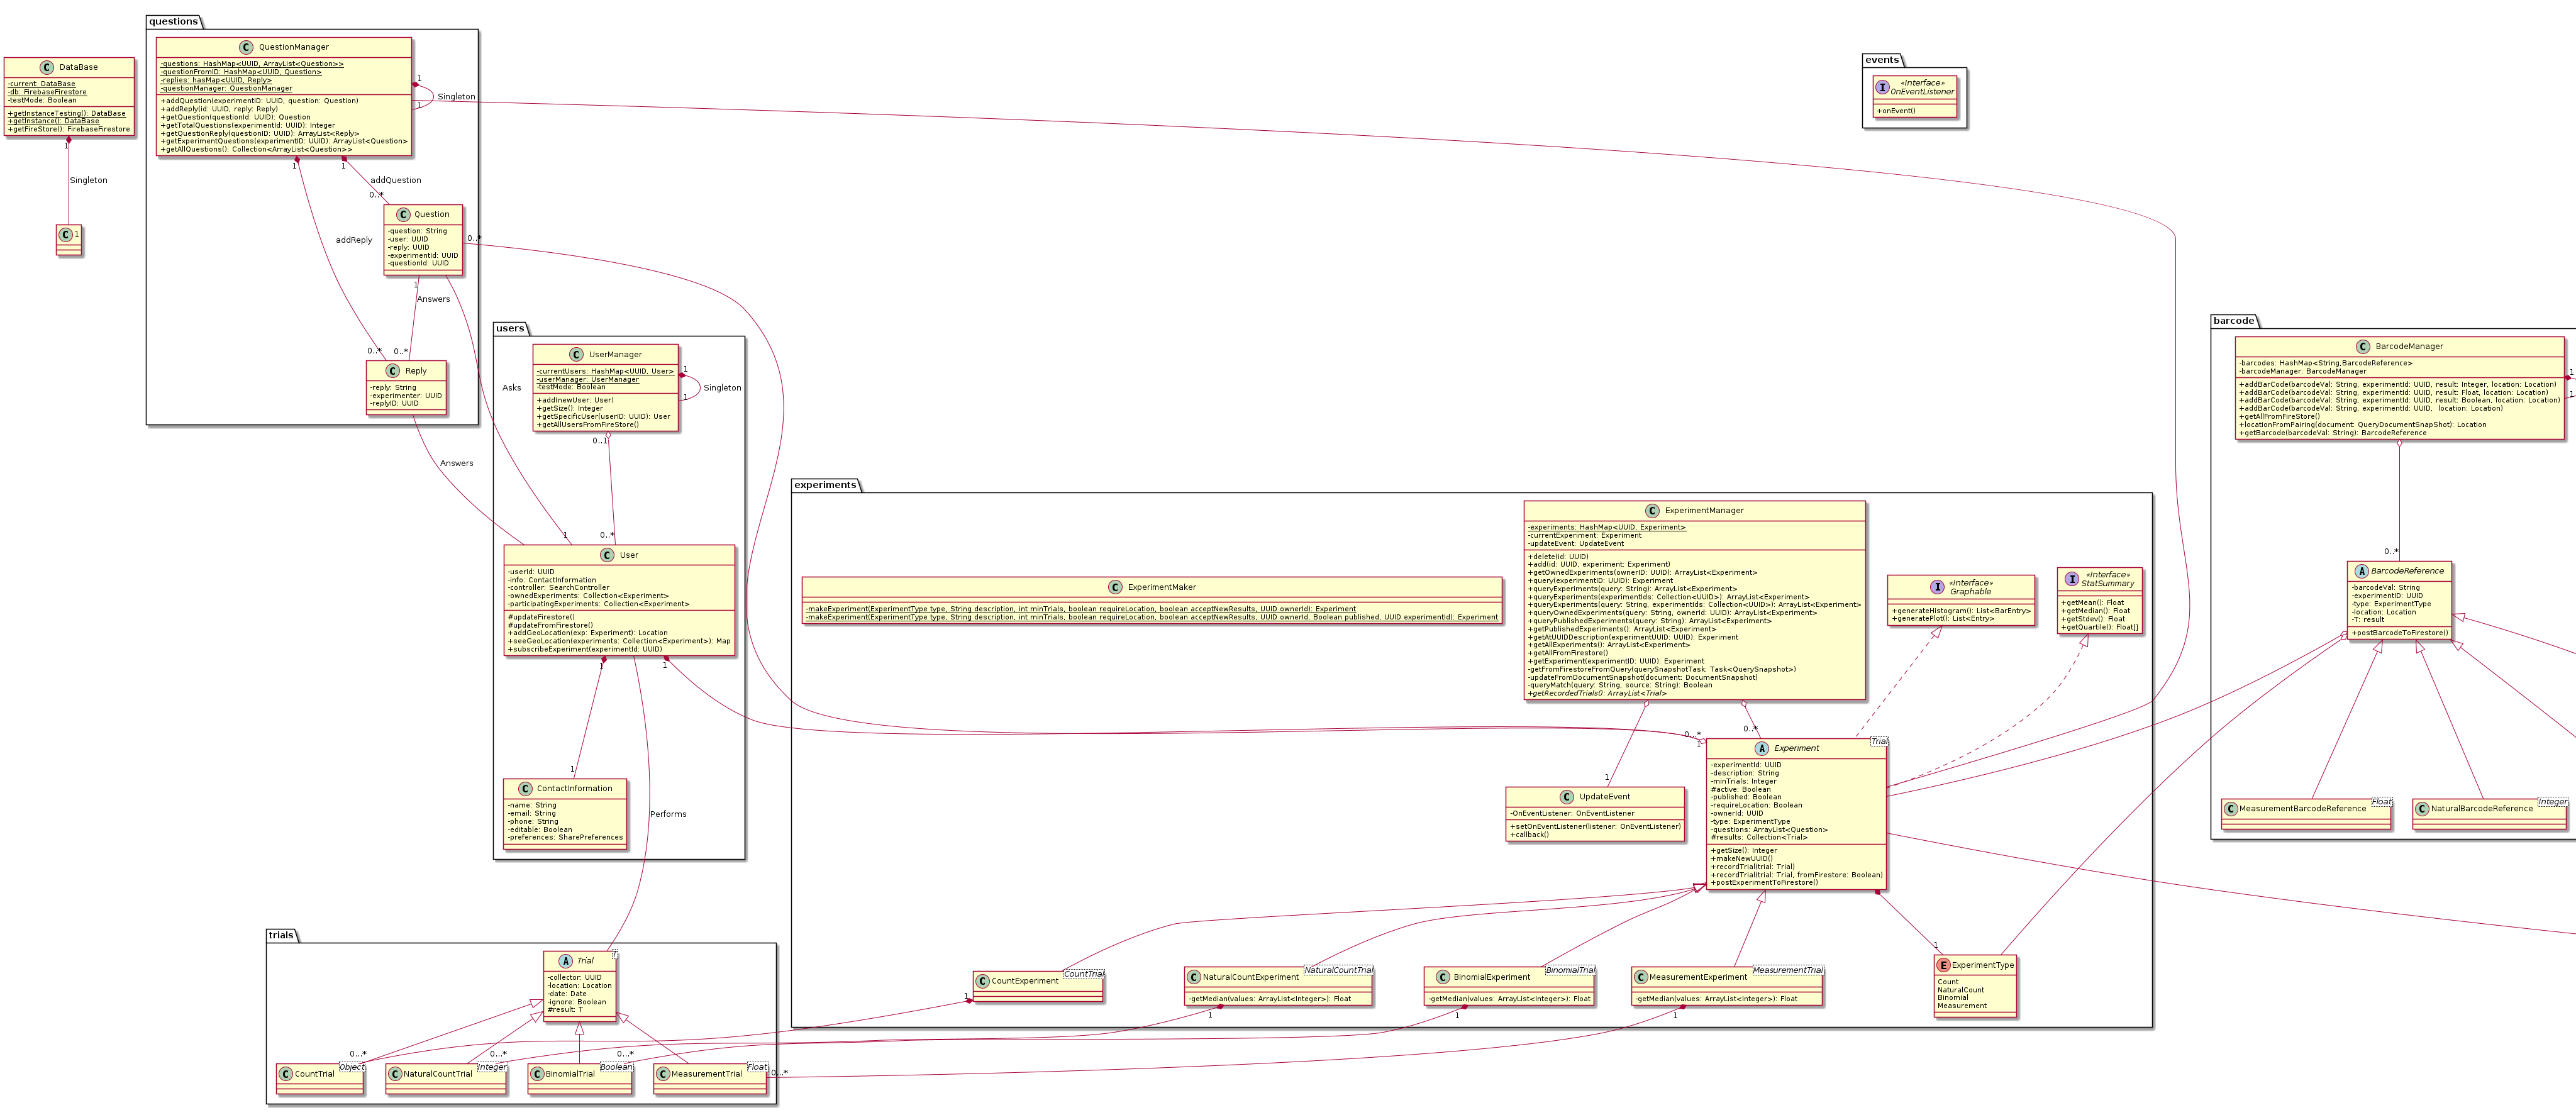 questions
QuestionManager
-questions: HashMap<UUID, ArrayList<Question>>
-questionFromID: HashMap<UUID, Question>
-replies: hasMap<UUID, Reply>
-questionManager: QuestionManager
+addQuestion(experimentID: UUID, question: Question)
+addReply(id: UUID, reply: Reply)
+getQuestion(questionId: UUID): Question
+getTotalQuestions(experimentId: UUID): Integer
+getQuestionReply(questionID: UUID): ArrayList<Reply>
+getExperimentQuestions(experimentID: UUID): ArrayList<Question>
+getAllQuestions(): Collection<ArrayList<Question>>
1
Singleton
1
DataBase
-current: DataBase
-db: FirebaseFirestore
-testMode: Boolean
+getInstanceTesting(): DataBase
+getInstance(): DataBase
+getFireStore(): FirebaseFirestore
1
Singleton
1
1
1
addQuestion
0..*
addReply
Question
-question: String
-user: UUID
-reply: UUID
-experimentId: UUID
-questionId: UUID
0..*
1
Answers
0..*
0..*
Reply
-reply: String
-experimenter: UUID
-replyID: UUID
Answers
Asks
events
«Interface»
OnEventListener
+onEvent()
users
UserManager
-currentUsers: HashMap<UUID, User>
-userManager: UserManager
-testMode: Boolean
+add(newUser: User)
+getSize(): Integer
+getSpecificUser(userID: UUID): User
+getAllUsersFromFireStore()
1
Singleton
1
0..1
1
0..*
User
-userId: UUID
-info: ContactInformation
-controller: SearchController
-ownedExperiments: Collection<Experiment>
-participatingExperiments: Collection<Experiment>
#updateFirestore()
#updateFromFirestore()
+addGeoLocation(exp: Experiment): Location
+seeGeoLocation(experiments: Collection<Experiment>): Map
+subscribeExperiment(experimentId: UUID)
1
1
1
ContactInformation
-name: String
-email: String
-phone: String
-editable: Boolean
-preferences: SharePreferences
Performs
experiments
ExperimentMaker
-makeExperiment(ExperimentType type, String description, int minTrials, boolean requireLocation, boolean acceptNewResults, UUID ownerId): Experiment
-makeExperiment(ExperimentType type, String description, int minTrials, boolean requireLocation, boolean acceptNewResults, UUID ownerId, Boolean published, UUID experimentId): Experiment
ExperimentManager
-experiments: HashMap<UUID, Experiment>
-currentExperiment: Experiment
-updateEvent: UpdateEvent
+delete(id: UUID)
+add(id: UUID, experiment: Experiment)
+getOwnedExperiments(ownerID: UUID): ArrayList<Experiment>
+query(experimentID: UUID): Experiment
+queryExperiments(query: String): ArrayList<Experiment>
+queryExperiments(experimentIds: Collection<UUID>): ArrayList<Experiment>
+queryExperiments(query: String, experimentIds: Collection<UUID>): ArrayList<Experiment>
+queryOwnedExperiments(query: String, ownerId: UUID): ArrayList<Experiment>
+queryPublishedExperiments(query: String): ArrayList<Experiment>
+getPublishedExperiments(): ArrayList<Experiment>
+getAtUUIDDescription(experimentUUID: UUID): Experiment
+getAllExperiments(): ArrayList<Experiment>
+getAllFromFirestore()
+getExperiment(experimentID: UUID): Experiment
-getFromFirestoreFromQuery(querySnapshotTask: Task<QuerySnapshot>)
-updateFromDocumentSnapshot(document: DocumentSnapshot)
-queryMatch(query: String, source: String): Boolean
+getRecordedTrials(): ArrayList<Trial>
«Interface»
Graphable
+generateHistogram(): List<BarEntry>
+generatePlot(): List<Entry>
«Interface»
StatSummary
+getMean(): Float
+getMedian(): Float
+getStdev(): Float
+getQuartile(): Float[]
0...*
1
0..*
1
UpdateEvent
-OnEventListener: OnEventListener
+setOnEventListener(listener: OnEventListener)
+callback()
Experiment
Trial
-experimentId: UUID
-description: String
-minTrials: Integer
#active: Boolean
-published: Boolean
-requireLocation: Boolean
-ownerId: UUID
-type: ExperimentType
-questions: ArrayList<Question>
#results: Collection<Trial>
+getSize(): Integer
+makeNewUUID()
+recordTrial(trial: Trial)
+recordTrial(trial: Trial, fromFirestore: Boolean)
+postExperimentToFirestore()
CountExperiment
CountTrial
1
NaturalCountExperiment
NaturalCountTrial
-getMedian(values: ArrayList<Integer>): Float
1
BinomialExperiment
BinomialTrial
-getMedian(values: ArrayList<Integer>): Float
1
MeasurementExperiment
MeasurementTrial
-getMedian(values: ArrayList<Integer>): Float
1
1
ExperimentType
Count
NaturalCount
Binomial
Measurement
barcode
BarcodeManager
-barcodes: HashMap<String,BarcodeReference>
-barcodeManager: BarcodeManager
+addBarCode(barcodeVal: String, experimentId: UUID, result: Integer, location: Location)
+addBarCode(barcodeVal: String, experimentId: UUID, result: Float, location: Location)
+addBarCode(barcodeVal: String, experimentId: UUID, result: Boolean, location: Location)
+addBarCode(barcodeVal: String, experimentId: UUID,  location: Location)
+getAllFromFireStore()
+locationFromPairing(document: QueryDocumentSnapShot): Location
+getBarcode(barcodeVal: String): BarcodeReference
1
1
0..*
BarcodeReference
-barcodeVal: String
-experimentID: UUID
-type: ExperimentType
-location: Location
-T: result
+postBarcodeToFirestore()
MeasurementBarcodeReference
Float
NaturalBarcodeReference
Integer
trials
Trial
T
-collector: UUID
-location: Location
-date: Date
-ignore: Boolean
#result: T
0...*
0...*
0...*
0...*
CountTrial
Object
NaturalCountTrial
Integer
BinomialTrial
Boolean
MeasurementTrial
Float